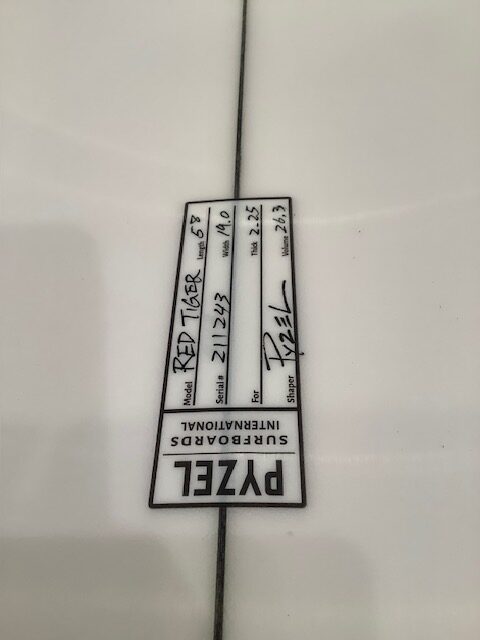 PYZEL
SURFBOARDS
INTERNATIONAL
Model RED TIGER Length 5 8
Serial# 211243 Width 19.0
For Thick 2.25
Shaper PYZEL Volume 26.3